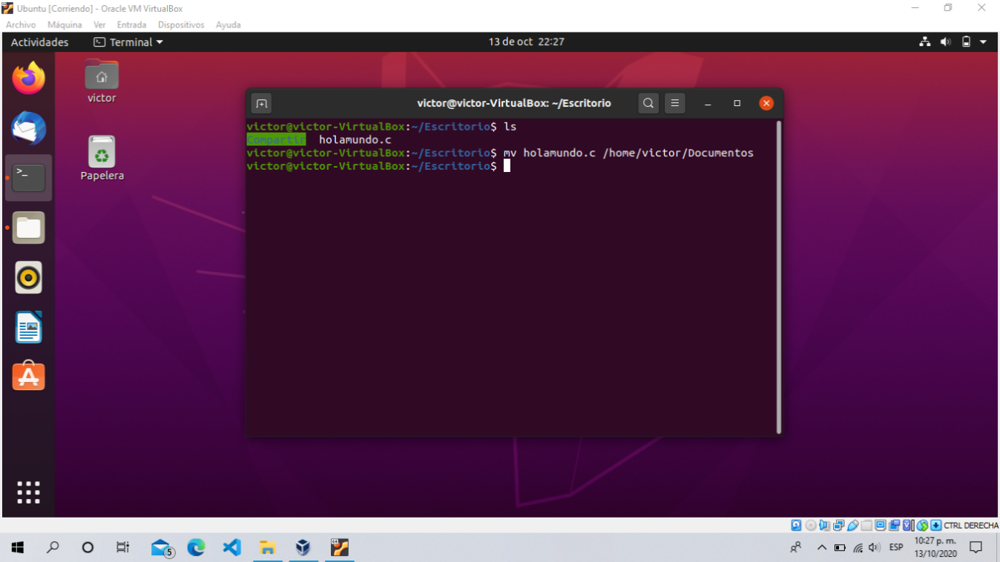 Ubuntu [Corriendo] - Oracle VM VirtualBox
Archivo Máquina Ver Entrada Dispositivos Ayuda
Actividades Terminal 13 de oct 22:27
victor
Papelera
victor@victor-VirtualBox: ~/Escritorio
victor@victor-VirtualBox:~/Escritorio$ ls
Compartir holamundo.c
victor@victor-VirtualBox:~/Escritorio$ mv holamundo.c /home/victor/Documentos
victor@victor-VirtualBox:~/Escritorio$
CTRL DERECHA
5
64
ESP
10:27 p. m.
13/10/2020